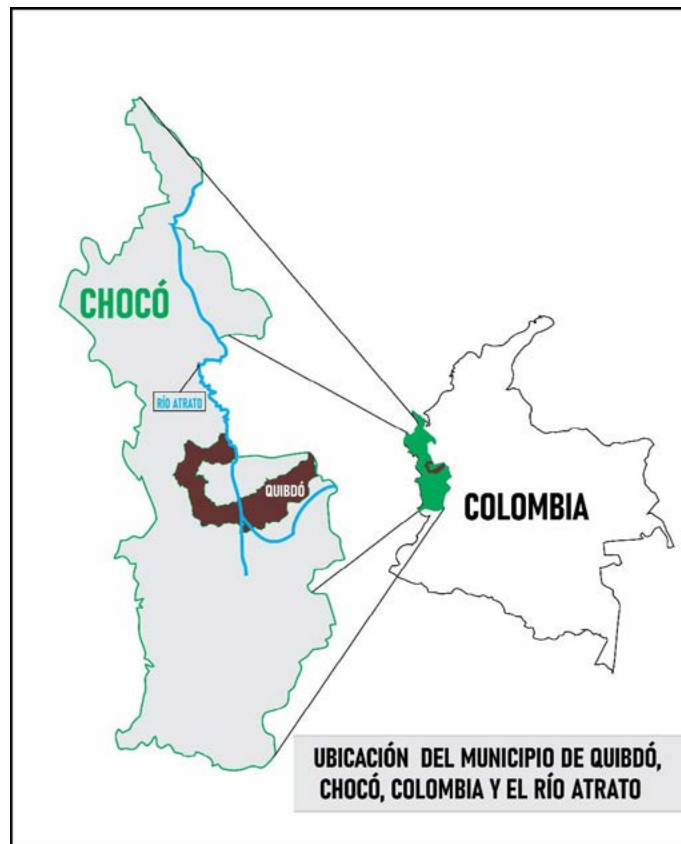 CHOCÓ
RÍO ATRATO
QUIBDÓ
COLOMBIA
UBICACIÓN DEL MUNICIPIO DE QUIBDÓ,
CHOCÓ, COLOMBIA Y EL RÍO ATRATO